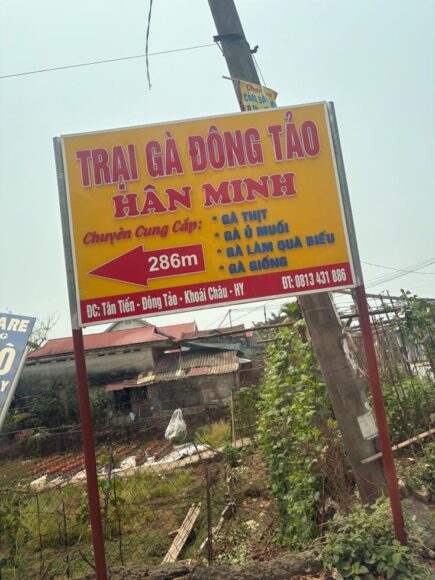 TRẠI GÀ ĐÔNG TẢO
HÂN MINH
Chuyên Cung Cấp:
GÀ THỊT
GÀ Ủ MUỐI
GÀ LÀM QUÀ BIẾU
GÀ GIỐNG
286m
ĐC: Tân Tiến - Đông Tảo - Khoái Châu - HY
ĐT: 0813 431 886
ARE